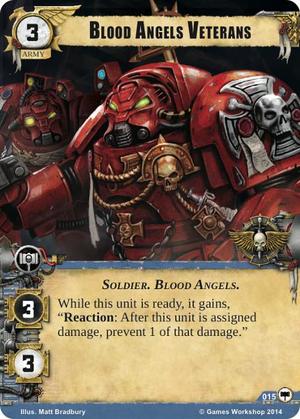 3
BLOOD ANGELS VETERANS
ARMY
SOLDIER. BLOOD ANGELS.
3
While this unit is ready, it gains,
“Reaction: After this unit is assigned
damage, prevent 1 of that damage.”
3
015
Illus. Matt Bradbury
© Games Workshop 2014